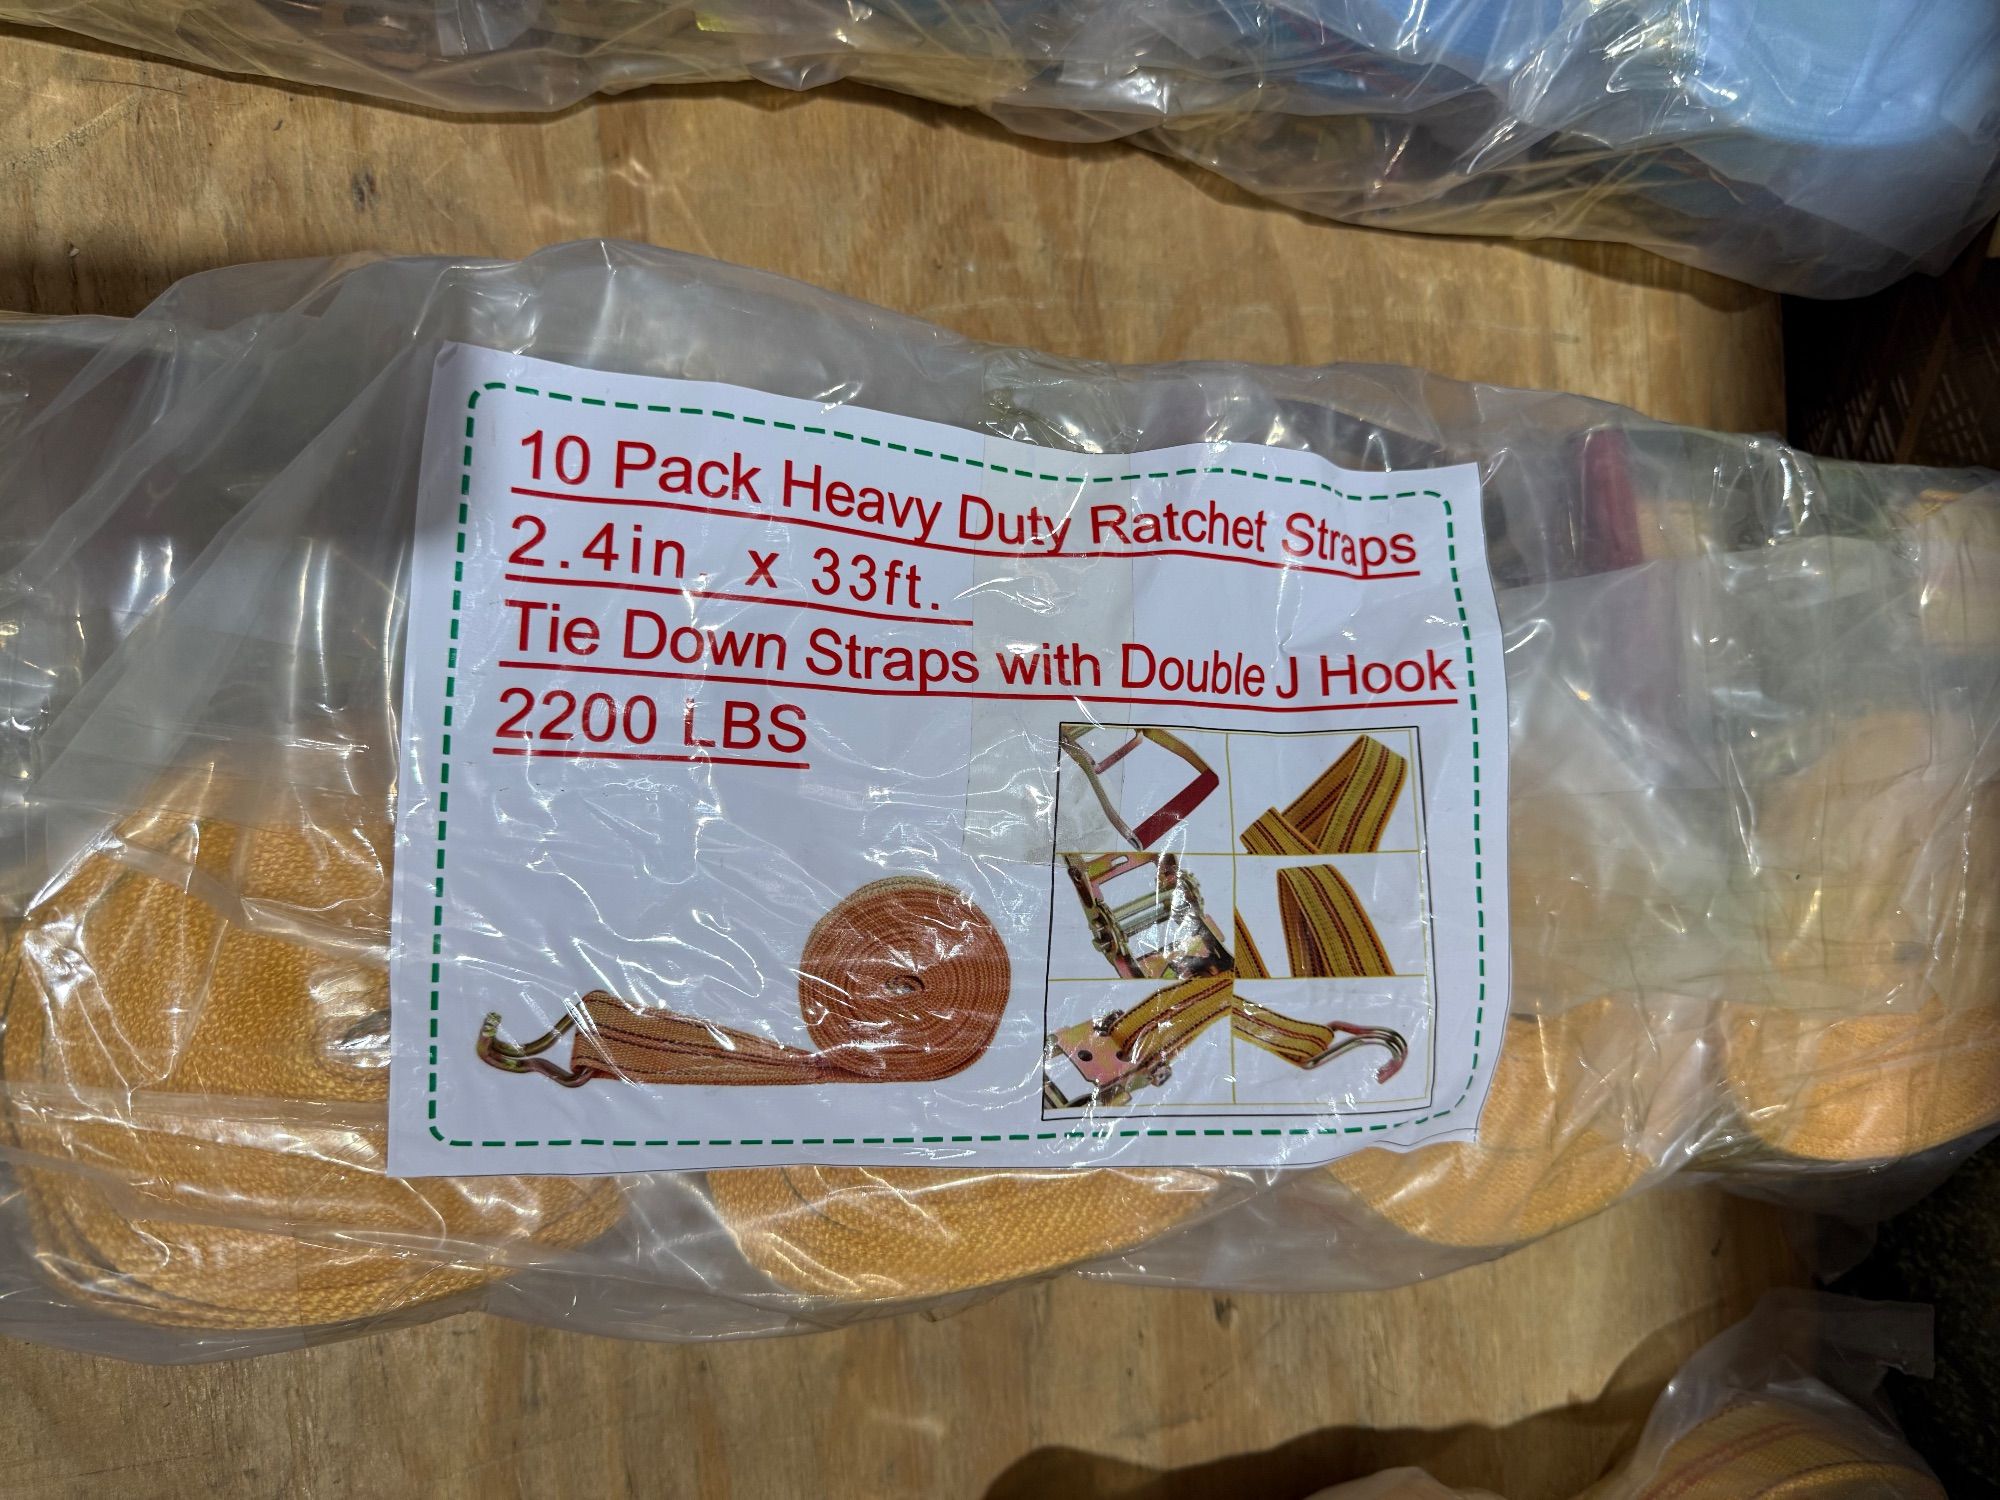 10 Pack Heavy Duty Ratchet Straps
2.4in. x 33ft.
Tie Down Straps with Double J Hook
2200 LBS